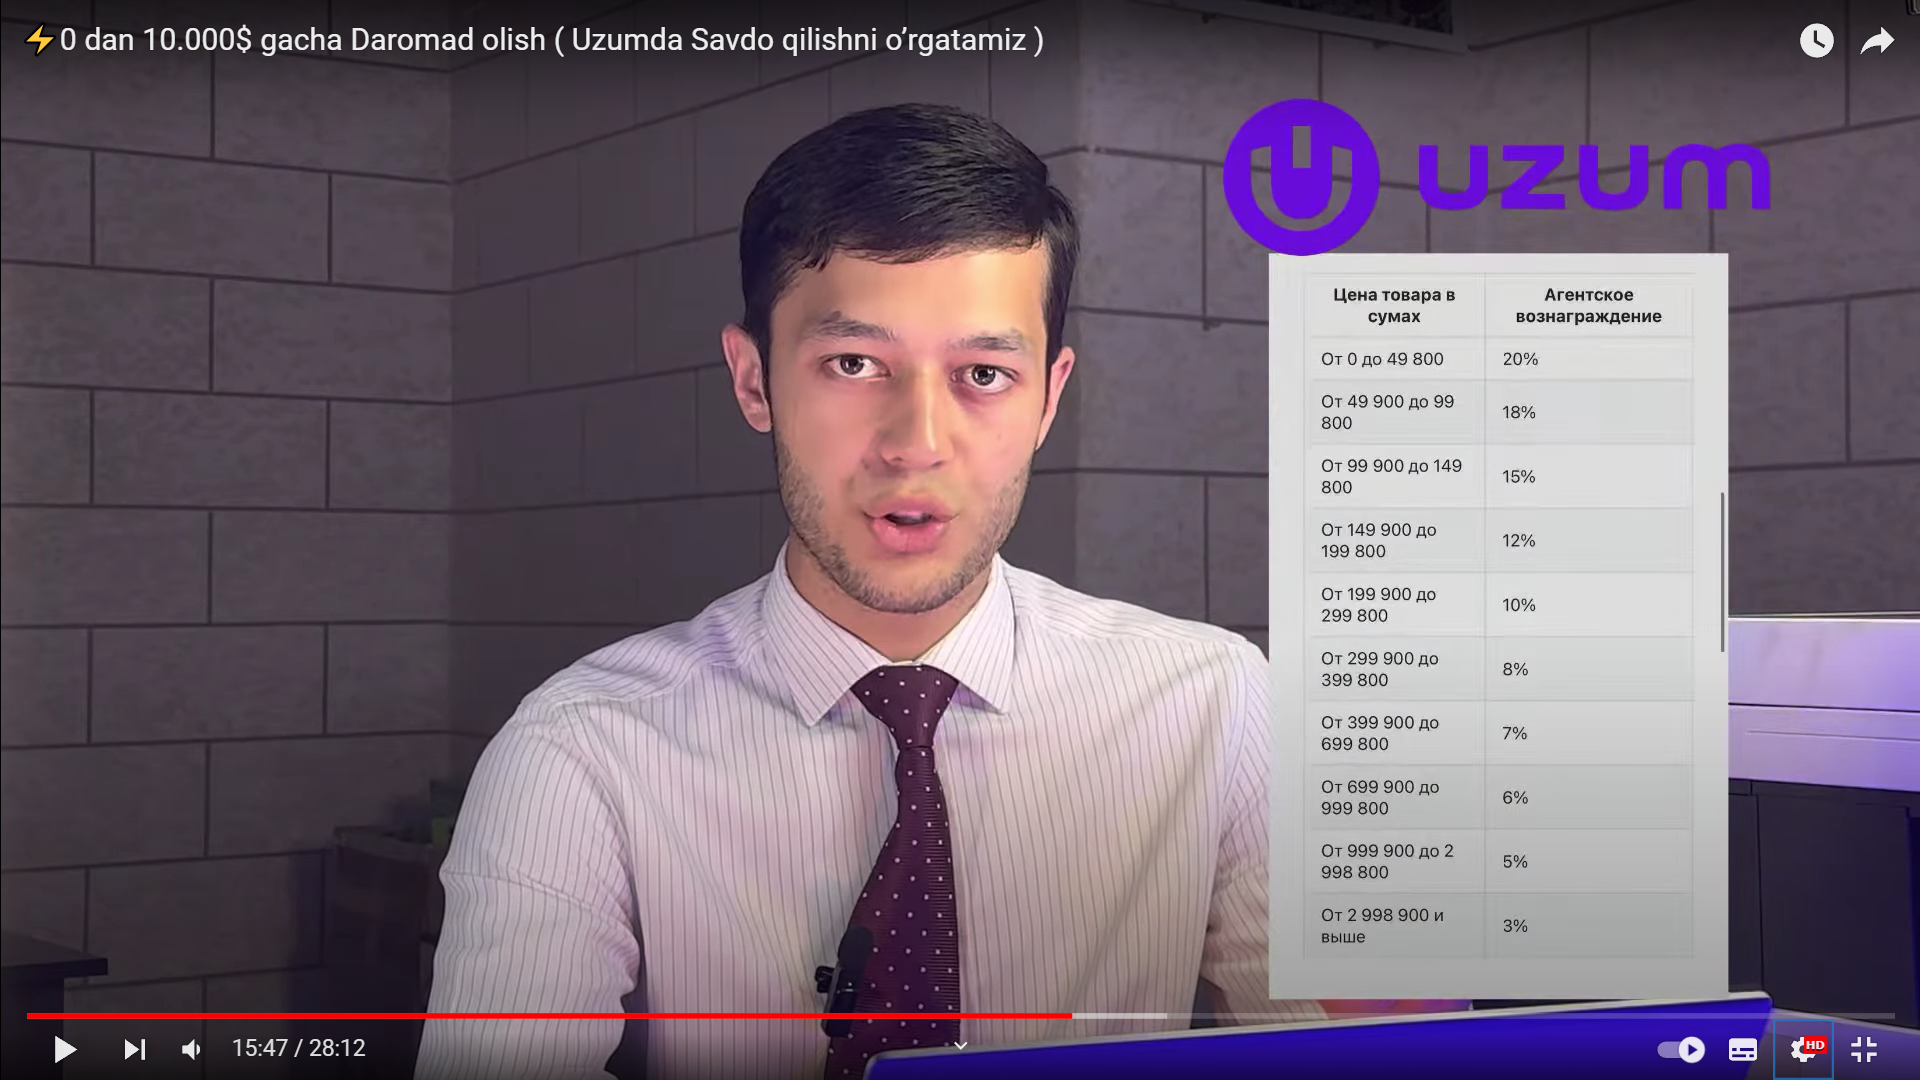 ⚡0 dan 10.000$ gacha Daromad olish ( Uzumda Savdo qilishni o’rgatamiz )
uzum
Цена товара в
сумах
Агентское
вознаграждение
От 0 до 49 800
20%
От 49 900 до 99
800
18%
От 99 900 до 149
800
15%
От 149 900 до
199 800
12%
От 199 900 до
299 800
10%
От 299 900 до
399 800
8%
От 399 900 до
699 800
7%
От 699 900 до
999 800
6%
От 999 900 до 2
998 800
5%
От 2 998 900 и
выше
3%
15:47 / 28:12
HD